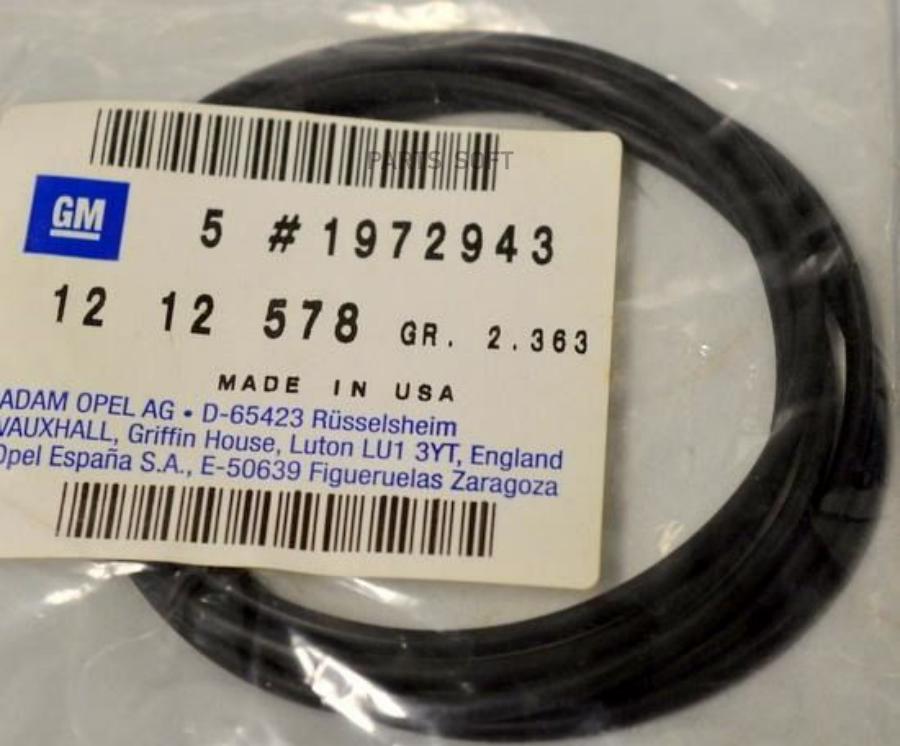 PARTS SOFT
GM
5 #1972943
12 12 578 GR. 2.363
MADE IN USA
ADAM OPEL AG • D-65423 Rüsselsheim
VAUXHALL, Griffin House, Luton LU1 3YT, England
Opel España S.A., E-50639 Figueruelas Zaragoza